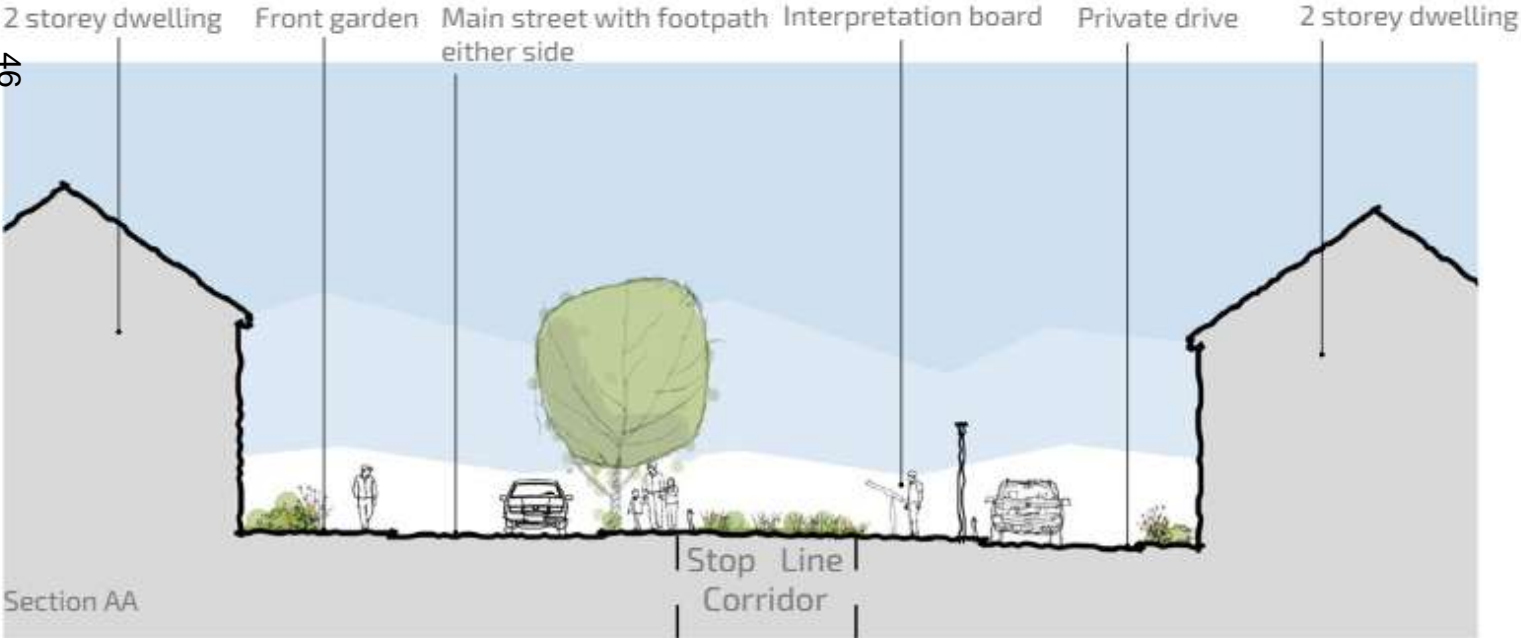 2 storey dwelling
Front garden
Main street with footpath
either side
Interpretation board
Private drive
2 storey dwelling
46
Stop Line
Corridor
Section AA